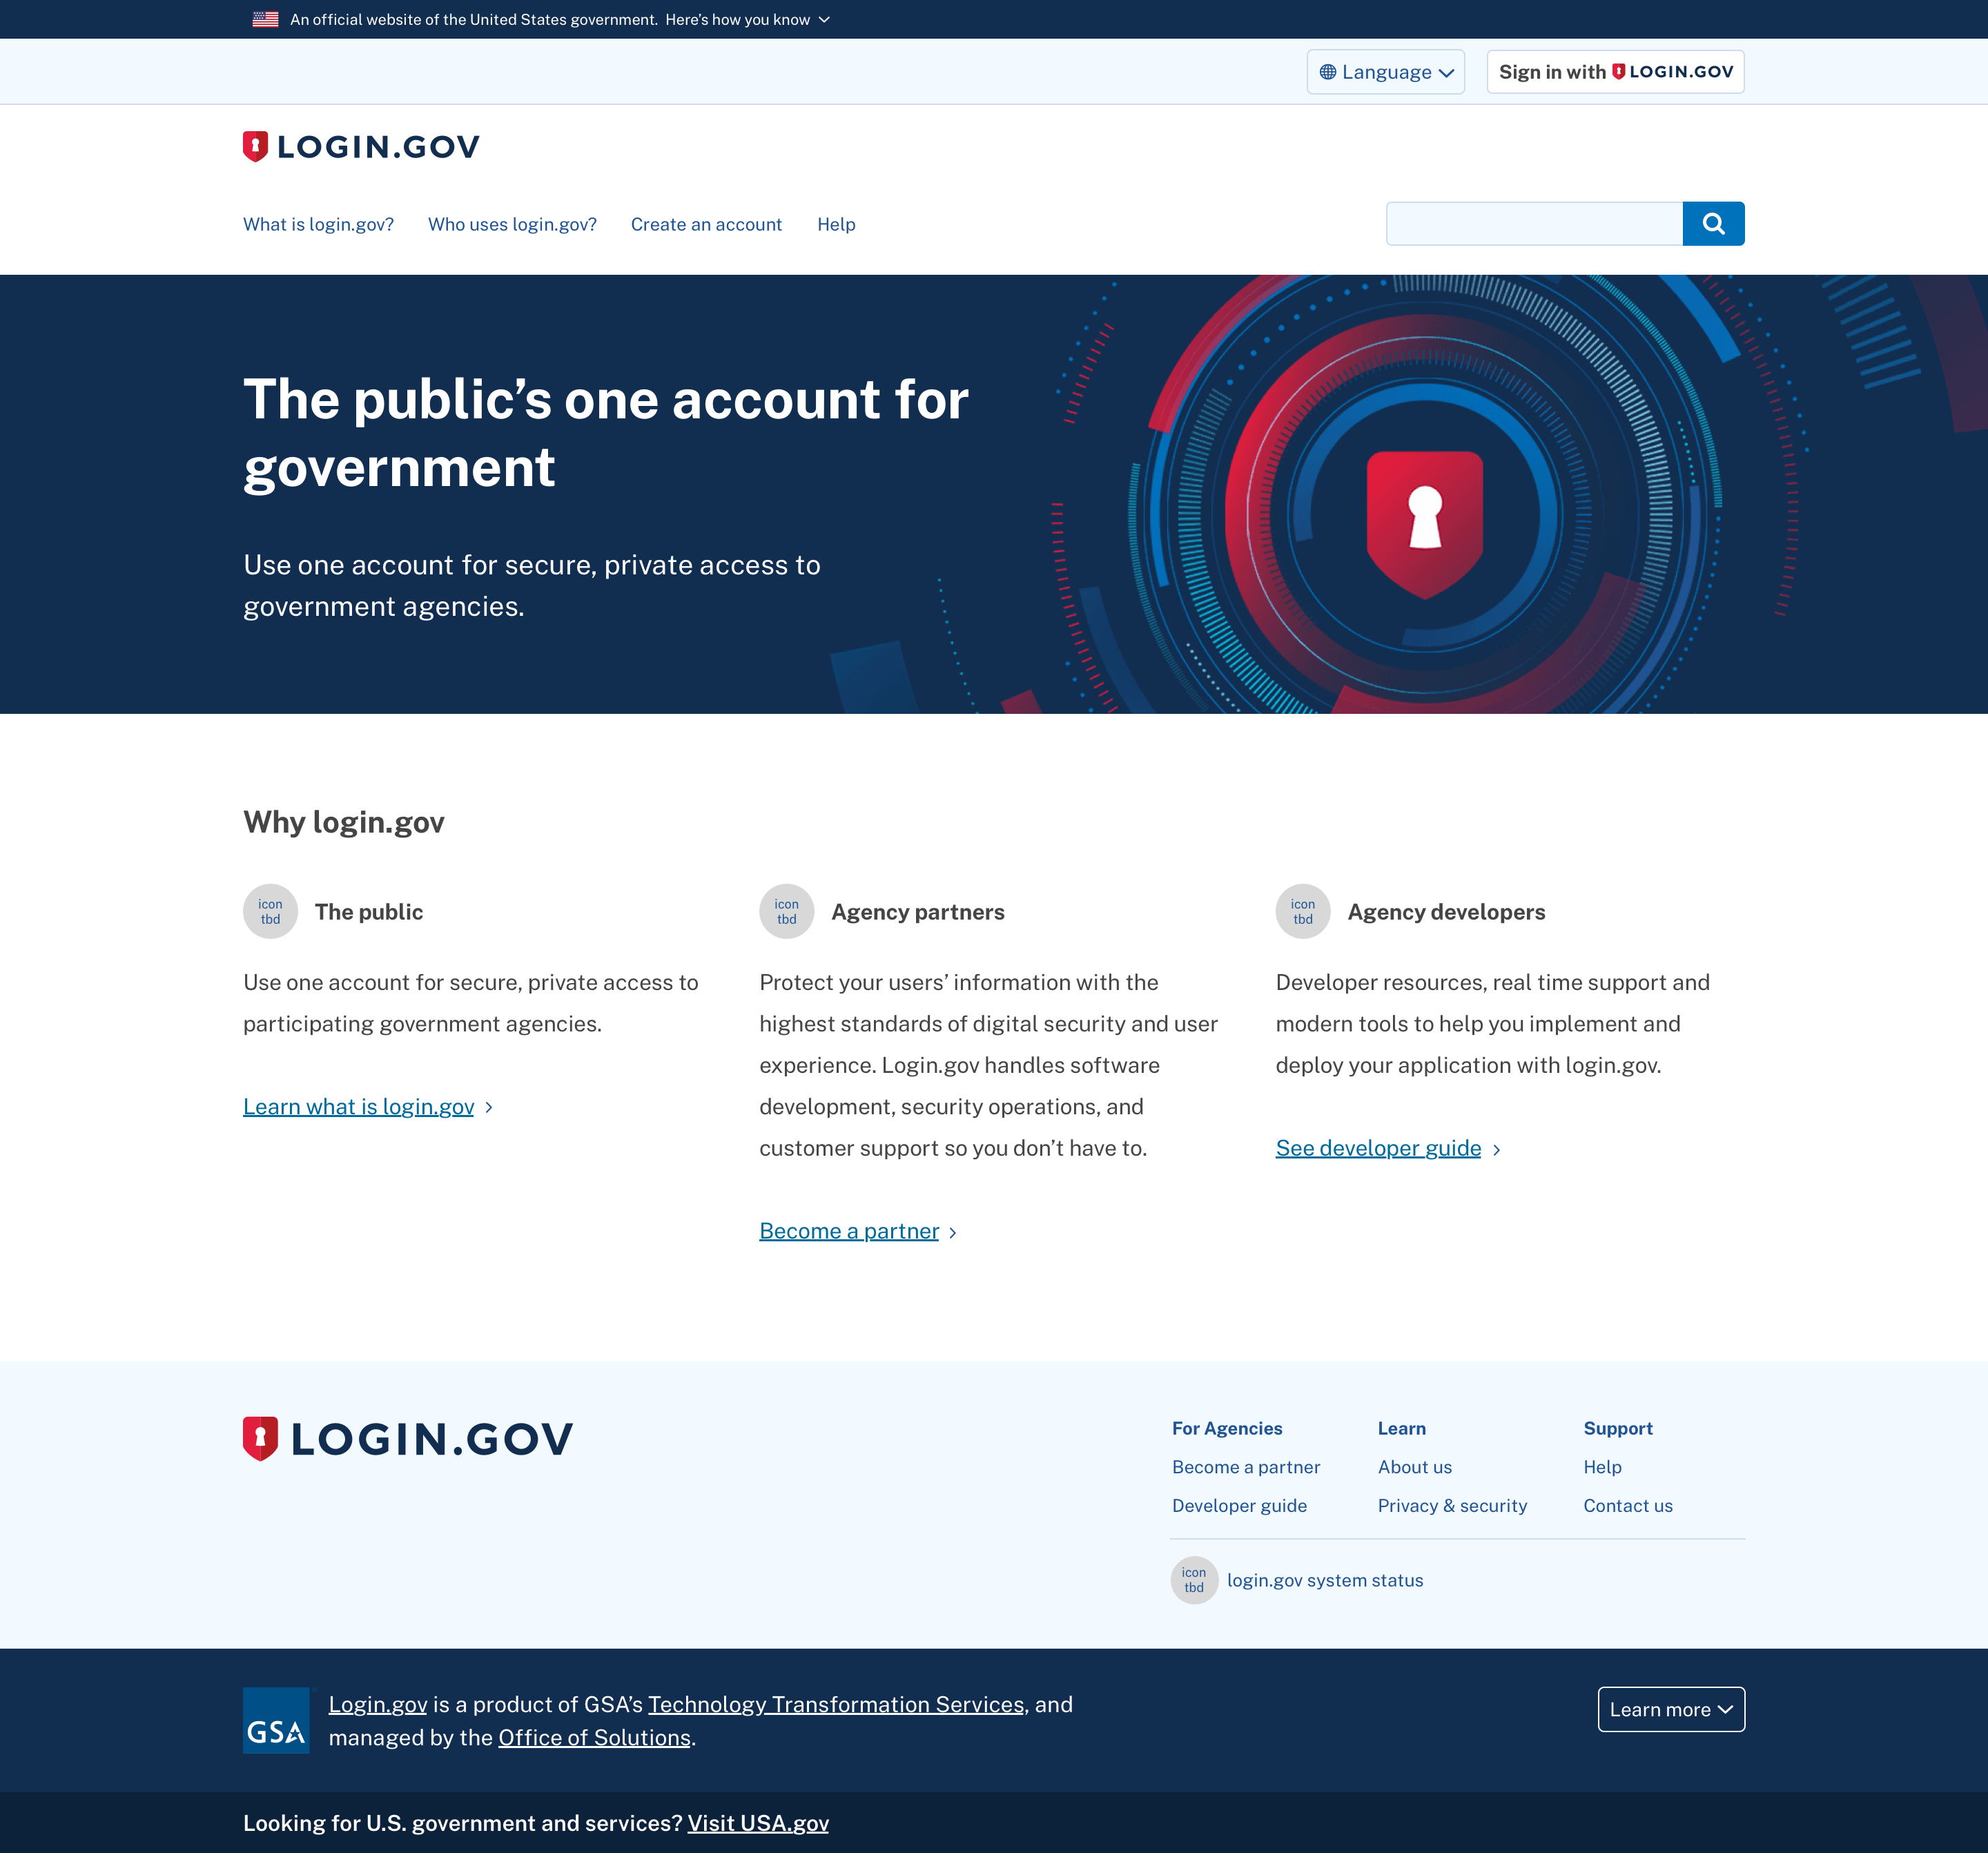 An official website of the United States government. Here's how you know
Language
Sign in with LOGIN.GOV
LOGIN.GOV
What is login.gov?
Who uses login.gov?
Create an account
Help
The public’s one account for
government
Use one account for secure, private access to
government agencies.
Why login.gov
icon
tbd
The public
Use one account for secure, private access to
participating government agencies.
Learn what is login.gov
icon
tbd
Agency partners
Protect your users’ information with the
highest standards of digital security and user
experience. Login.gov handles software
development, security operations, and
customer support so you don’t have to.
Become a partner
icon
tbd
Agency developers
Developer resources, real time support and
modern tools to help you implement and
deploy your application with login.gov.
See developer guide
LOGIN.GOV
For Agencies
Become a partner
Developer guide
Learn
About us
Privacy & security
Support
Help
Contact us
icon
tbd
login.gov system status
GSA
Login.gov is a product of GSA’s Technology Transformation Services, and
managed by the Office of Solutions.
Learn more
Looking for U.S. government and services? Visit USA.gov